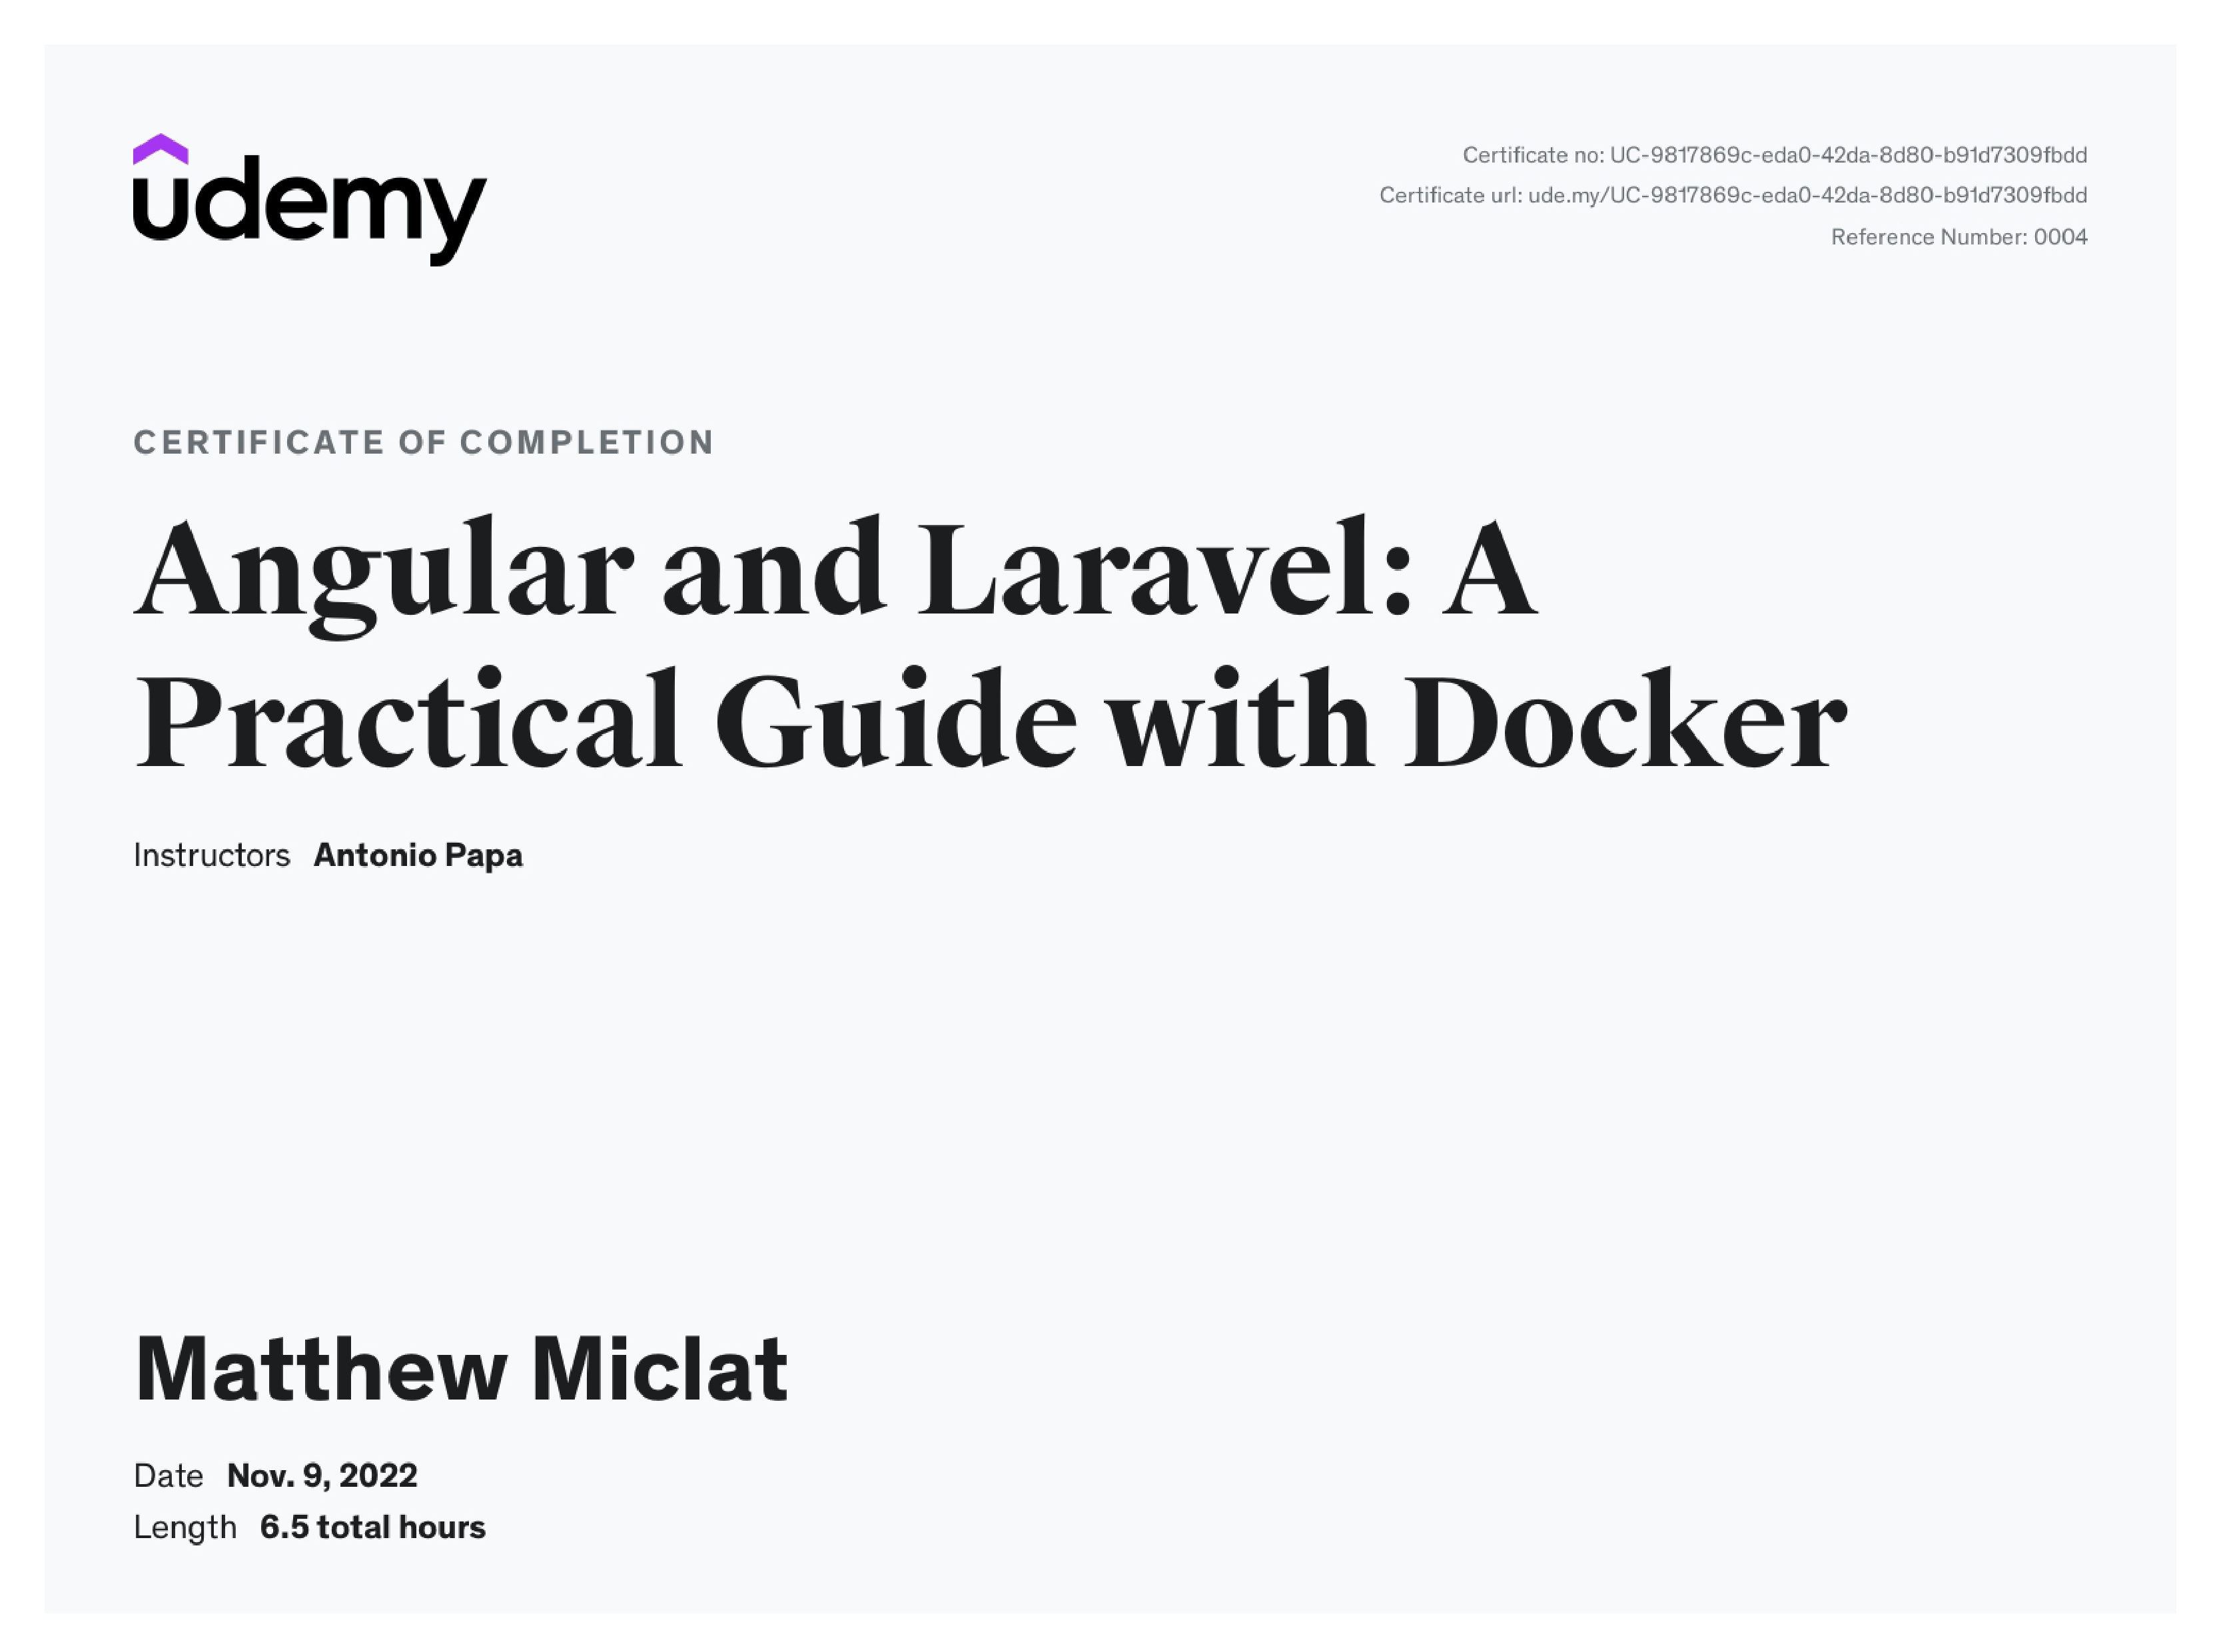 udemy
Certificate no: UC-9817869c-eda0-42da-8d80-b91d7309fbdd
Certificate url: ude.my/UC-9817869c-eda0-42da-8d80-b91d7309fbdd
Reference Number: 0004
CERTIFICATE OF COMPLETION
Angular and Laravel: A
Practical Guide with Docker
Instructors Antonio Papa
Matthew Miclat
Date Nov. 9, 2022
Length 6.5 total hours